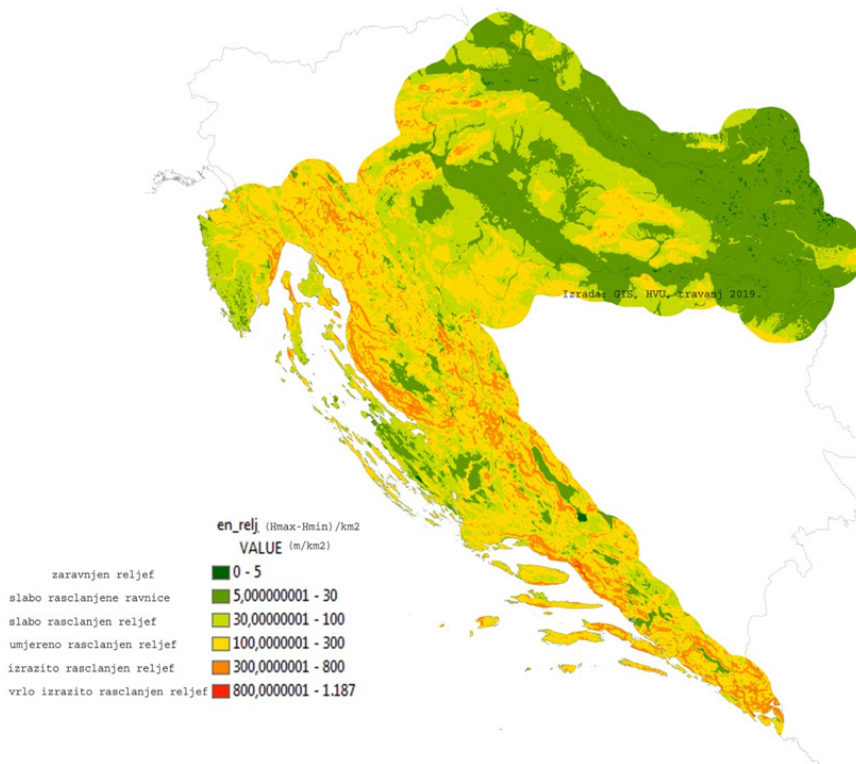 Izrada: GIS, HVU, travanj 2019.
en_relj (Hmax-Hmin)/km2
VALUE (m/km2)
zaravnjen reljef 0 - 5
slabo rasclanjene ravnice 5,000000001 - 30
slabo rasclanjen reljef 30,00000001 - 100
umjereno rasclanjen reljef 100,0000001 - 300
izrazito rasclanjen reljef 300,0000001 - 800
vrlo izrazito rasclanjen reljef 800,0000001 - 1.187